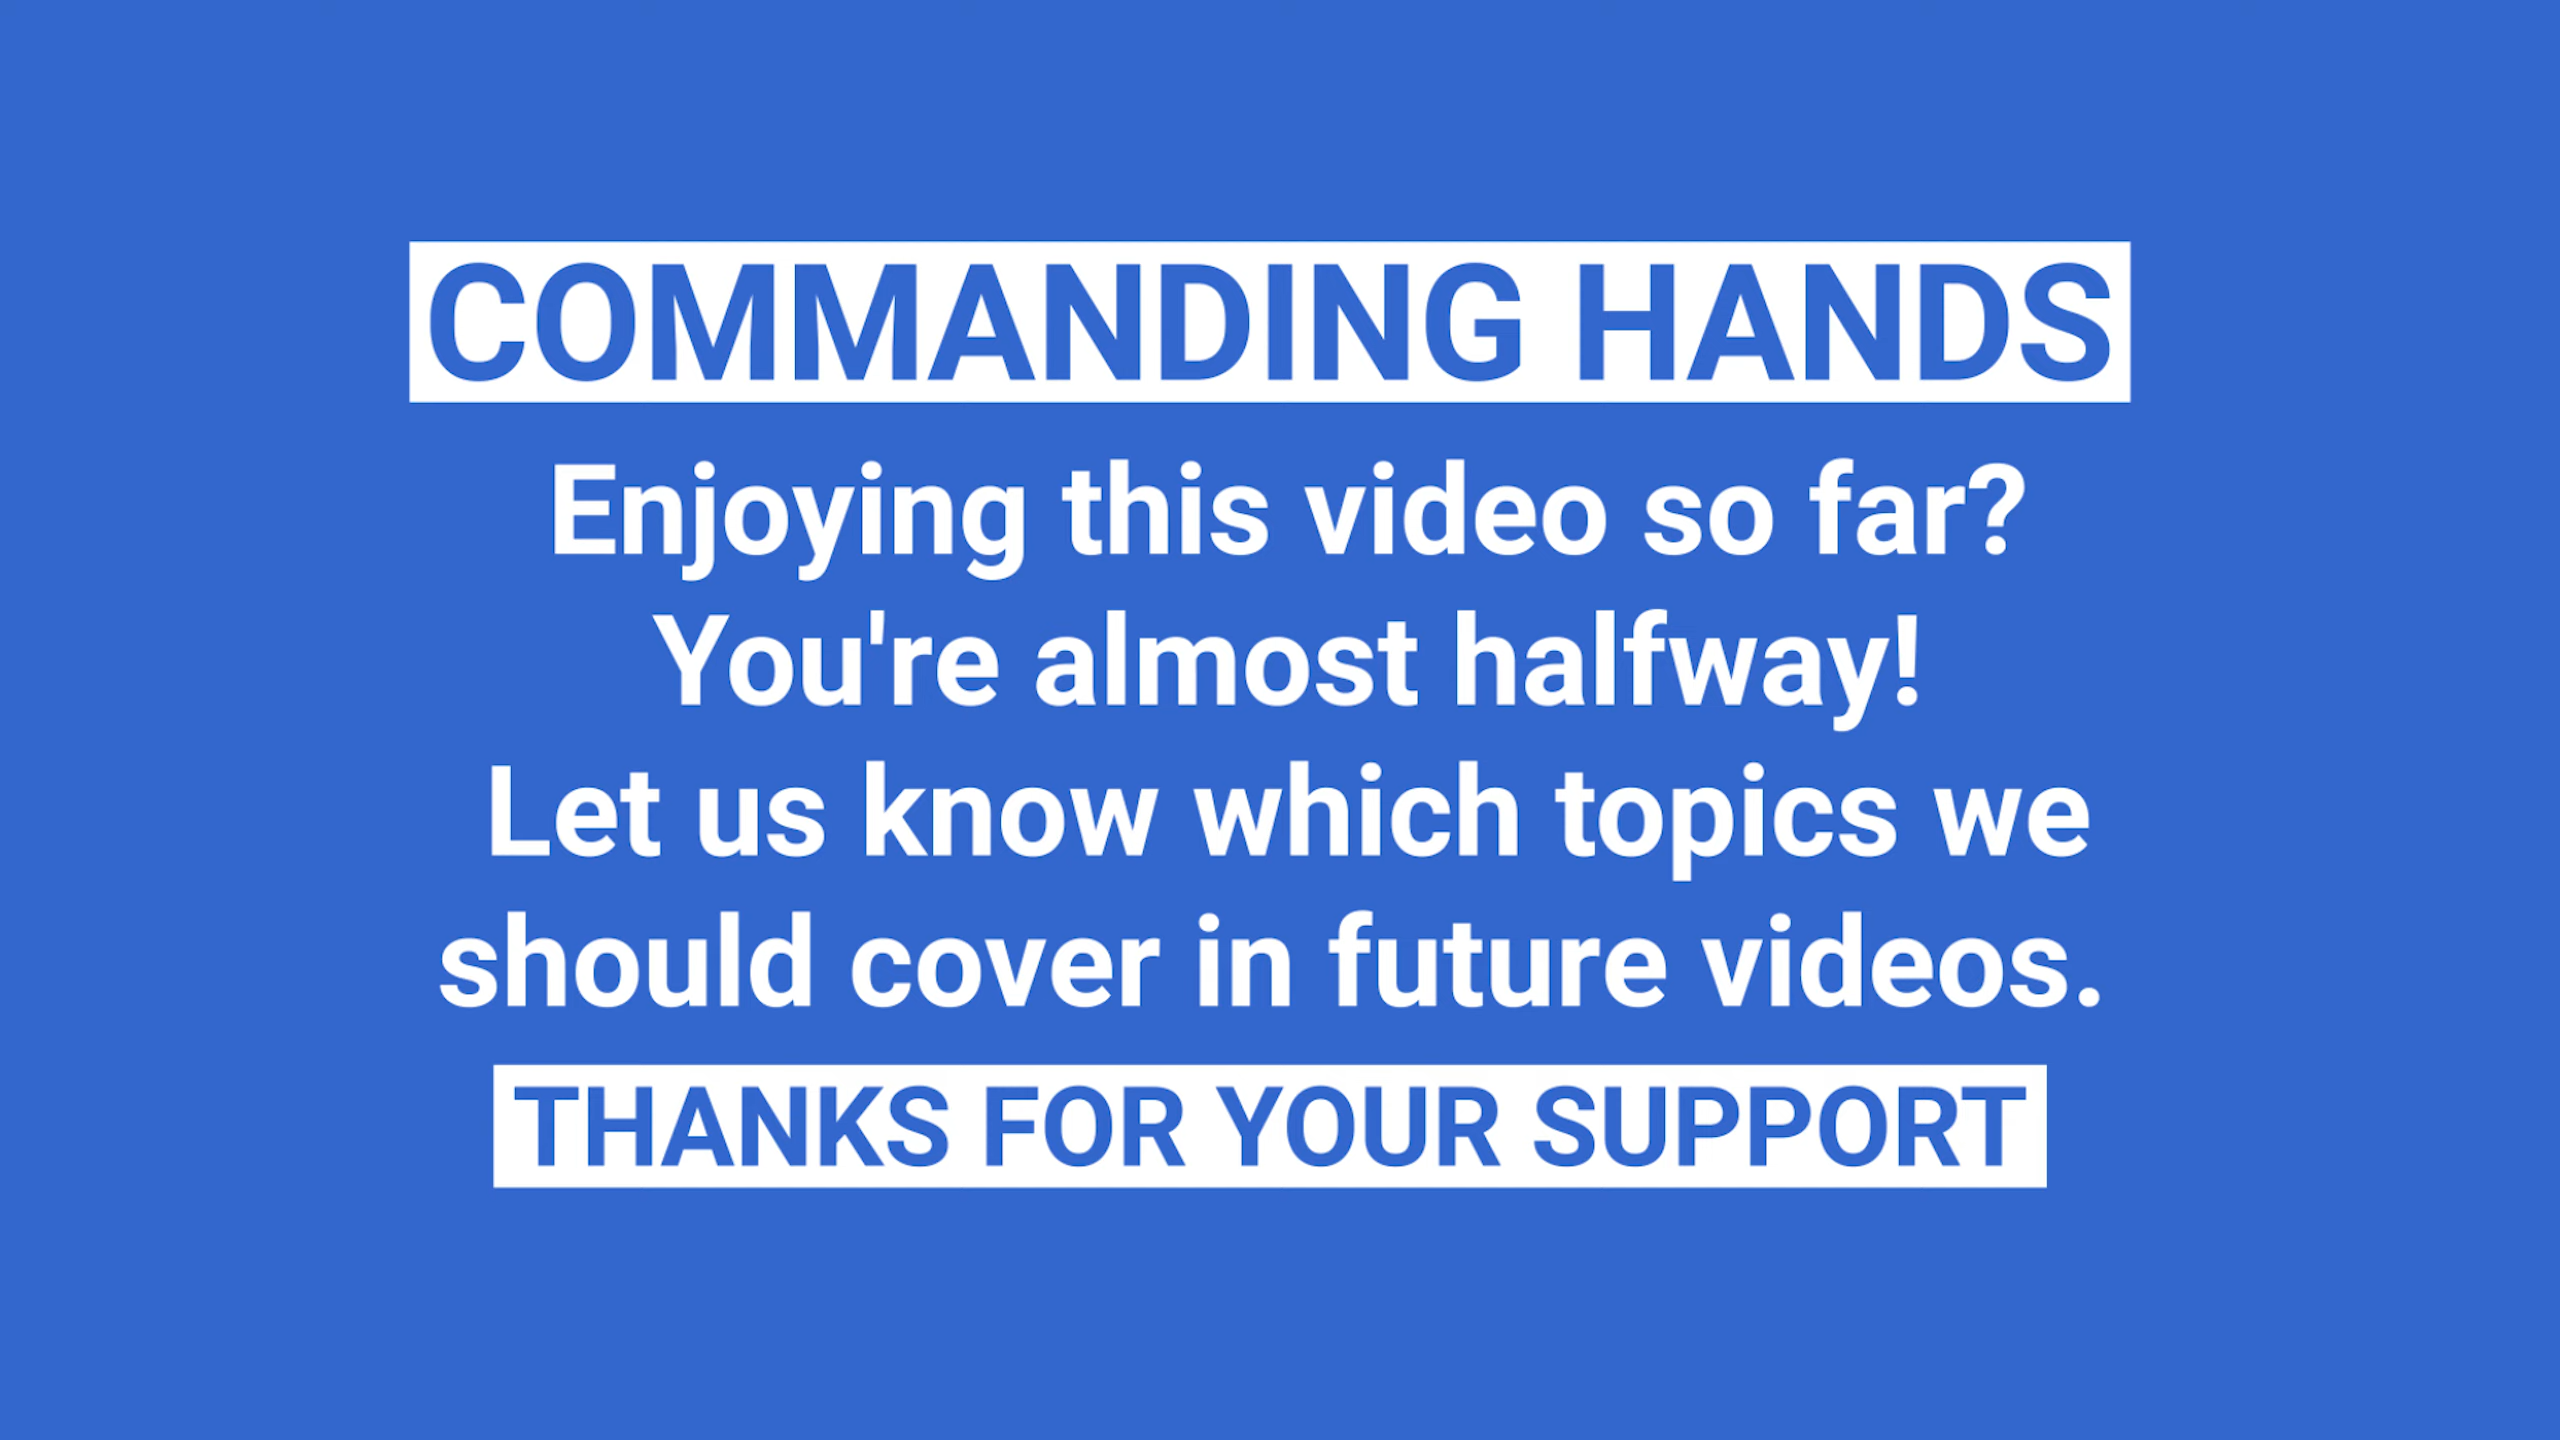 COMMANDING HANDS
Enjoying this video so far?
You're almost halfway!
Let us know which topics we
should cover in future videos.
THANKS FOR YOUR SUPPORT